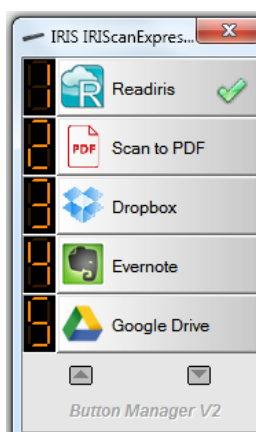 IRIS IRIScanExpres...
1 Readiris
2 PDF Scan to PDF
3 Dropbox
4 Evernote
5 Google Drive
Button Manager V2